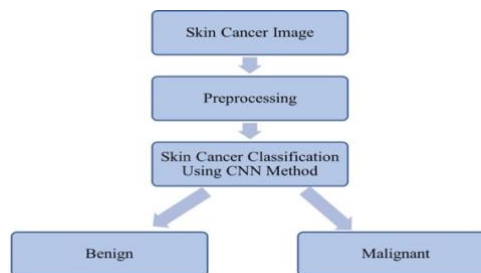 Skin Cancer Image
Preprocessing
Skin Cancer Classification
Using CNN Method
Benign
Malignant